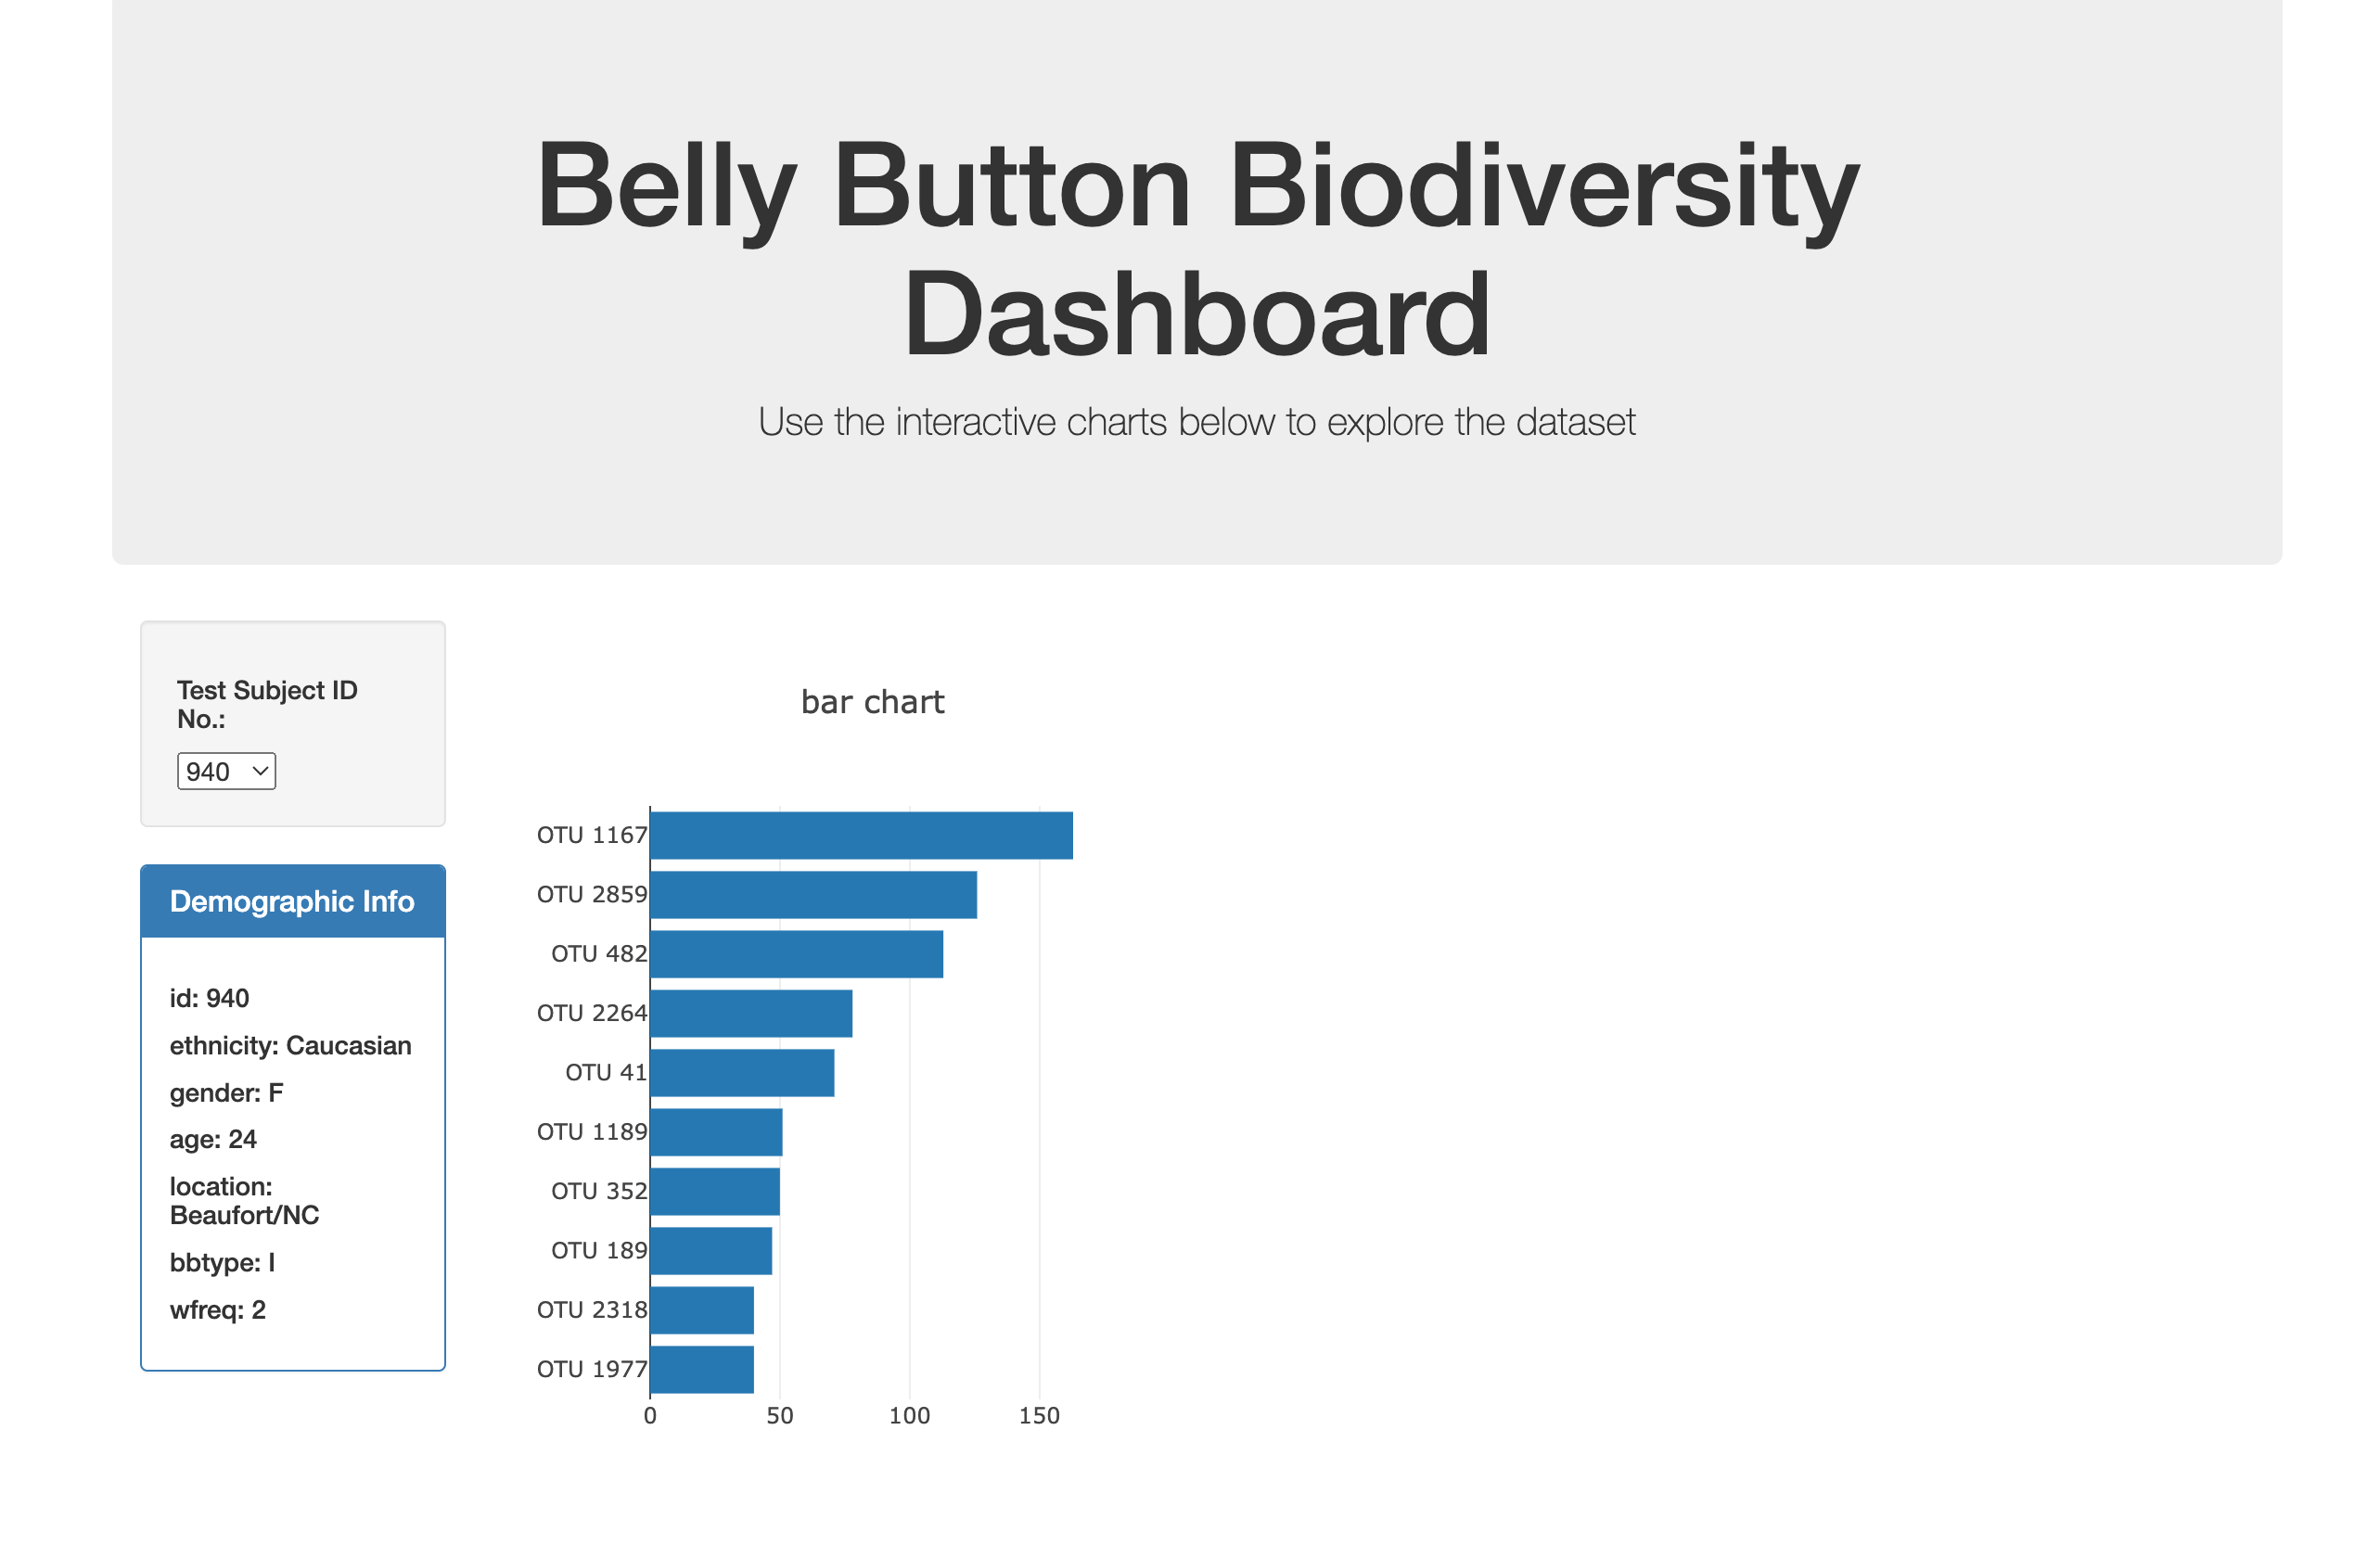 Belly Button Biodiversity
Dashboard
Use the interactive charts below to explore the dataset
Test Subject ID
No.:
940
Demographic Info
id: 940
ethnicity: Caucasian
gender: F
age: 24
location:
Beaufort/NC
bbtype: I
wfreq: 2
bar chart
OTU 1167
OTU 2859
OTU 482
OTU 2264
OTU 41
OTU 1189
OTU 352
OTU 189
OTU 2318
OTU 1977
0 50 100 150